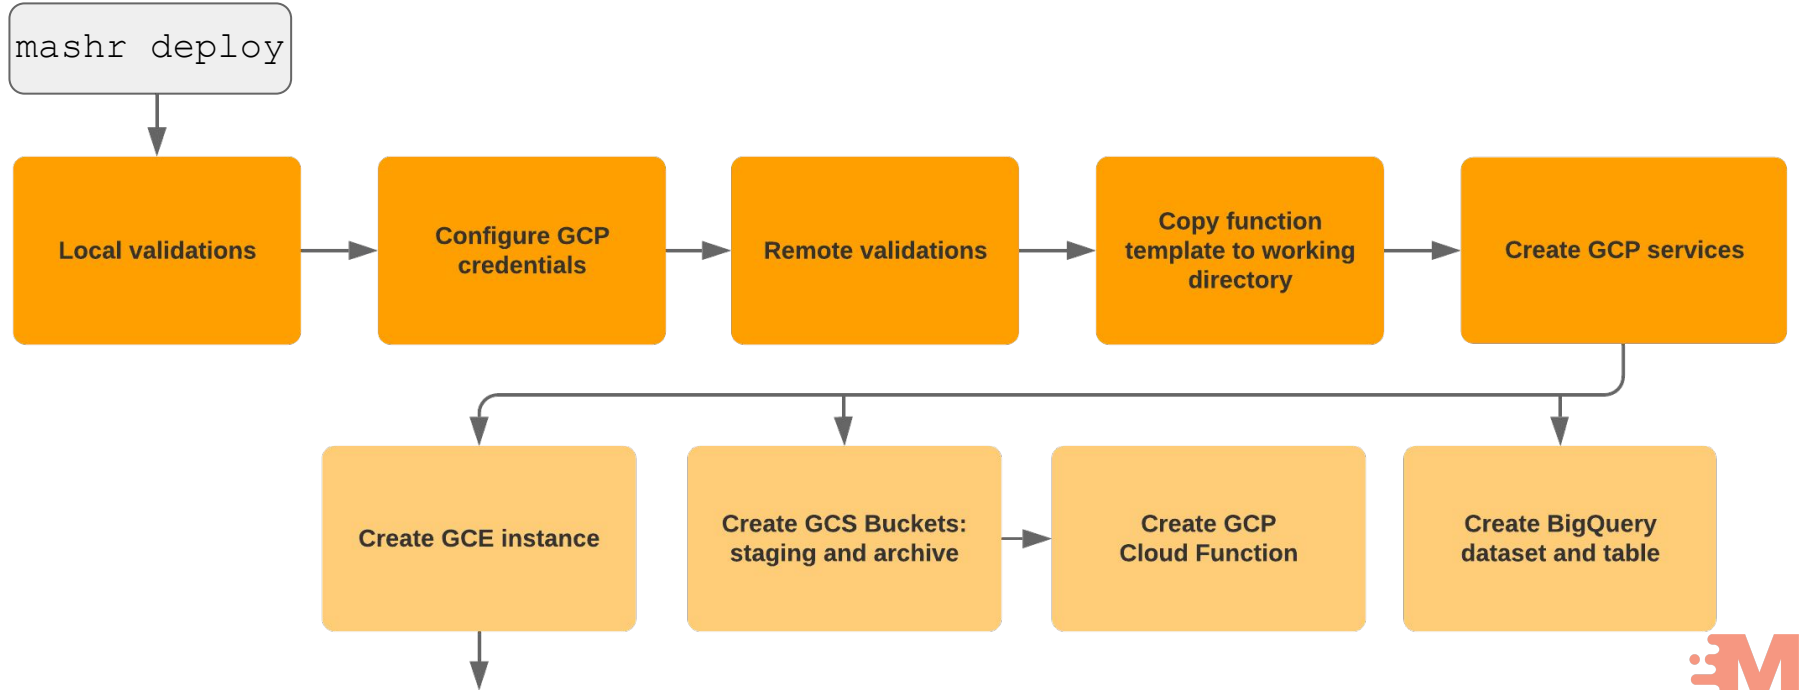 mashr deploy
Local validations
Configure GCP
credentials
Remote validations
Copy function
template to working
directory
Create GCP services
Create GCE instance
Create GCS Buckets:
staging and archive
Create GCP
Cloud Function
Create BigQuery
dataset and table
M